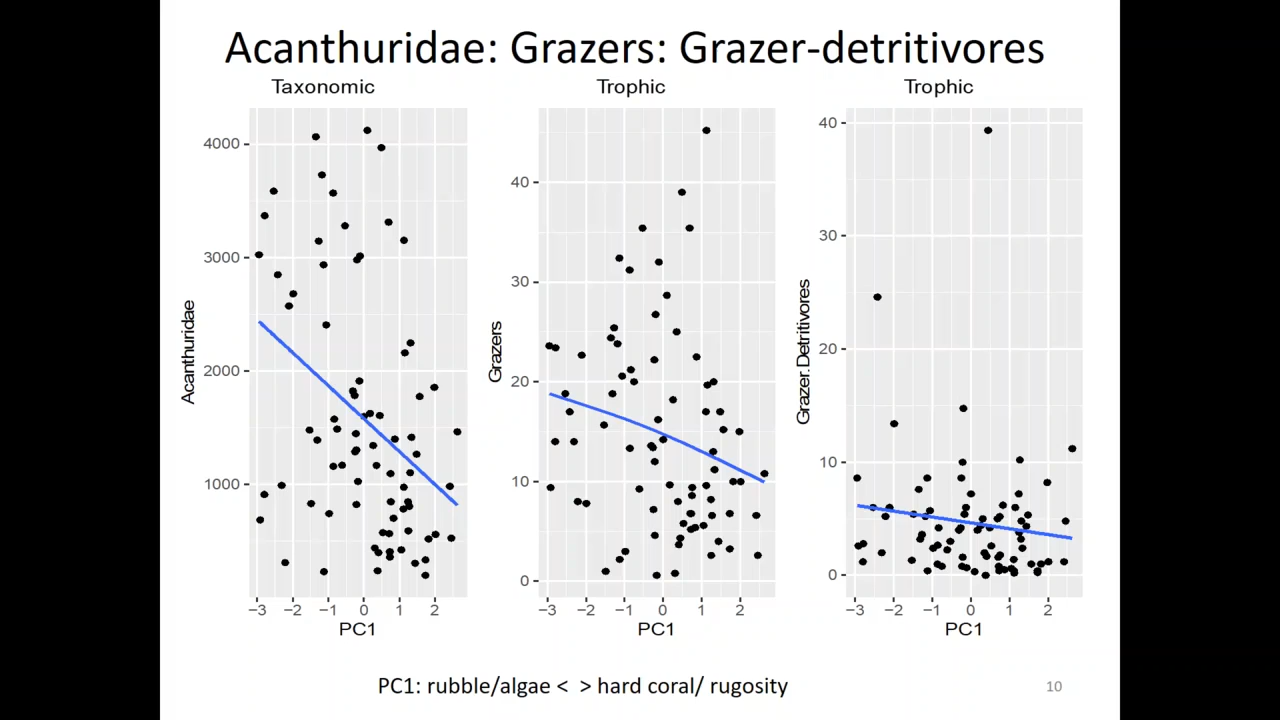 Acanthuridae: Grazers: Grazer-detritivores
Taxonomic
Trophic
Trophic
Acanthuridae
4000
3000
2000
1000
−3 −2 −1 0 1 2
PC1
Grazers
40
30
20
10
0
−3 −2 −1 0 1 2
PC1
Grazer.Detritivores
40
30
20
10
0
−3 −2 −1 0 1 2
PC1
PC1: rubble/algae < > hard coral/ rugosity
10